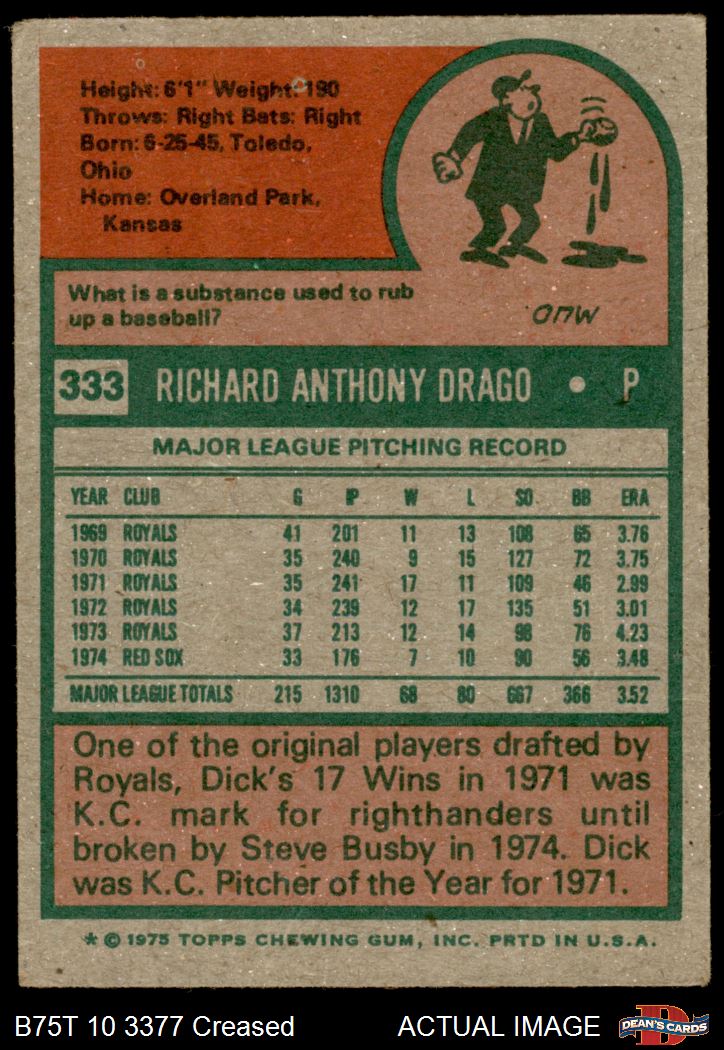 Height: 6'1" Weight: 190
Throws: Right Bats: Right
Born: 6-25-45, Toledo,
Ohio
Home: Overland Park,
Kansas
What is a substance used to rub
up a baseball?
MUD
333 RICHARD ANTHONY DRAGO • P
MAJOR LEAGUE PITCHING RECORD
YEAR CLUB G IP W L SO BB ERA
1969 ROYALS 41 201 11 13 108 65 3.76
1970 ROYALS 35 240 9 15 127 72 3.75
1971 ROYALS 35 241 17 11 109 46 2.99
1972 ROYALS 34 239 12 17 135 51 3.01
1973 ROYALS 37 213 12 14 98 76 4.23
1974 RED SOX 33 176 7 10 90 56 3.48
MAJOR LEAGUE TOTALS 215 1310 68 80 667 366 3.52
One of the original players drafted by
Royals, Dick's 17 Wins in 1971 was
K.C. mark for righthanders until
broken by Steve Busby in 1974. Dick
was K.C. Pitcher of the Year for 1971.
* © 1975 TOPPS CHEWING GUM, INC. PRTD IN U.S.A.
B75T 10 3377 Creased ACTUAL IMAGE
D
DEAN'S CARDS